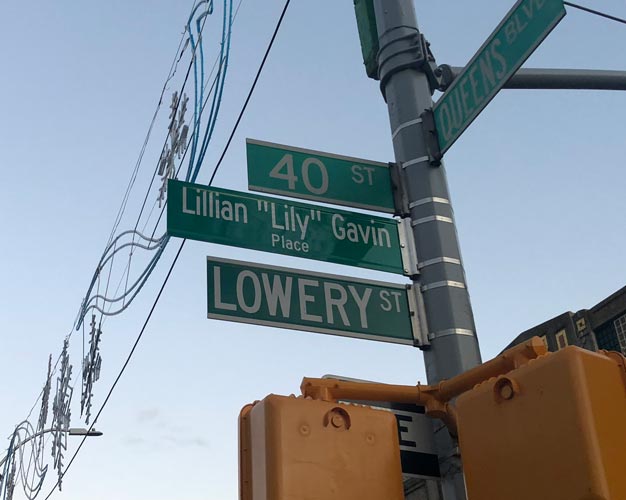 QUEENS BLVD
40 ST
Lillian "Lily" Gavin
Place
LOWERY ST
E